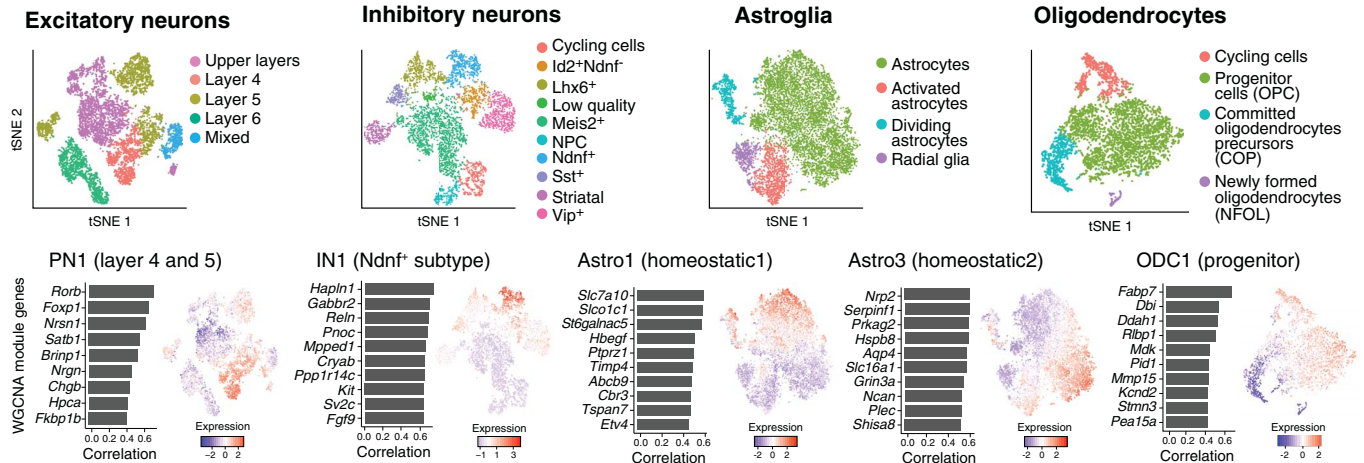 Excitatory neurons
tSNE 2
tSNE 1
Upper layers
Layer 4
Layer 5
Layer 6
Mixed
Inhibitory neurons
tSNE 1
Cycling cells
Id2+Ndnf-
Lhx6+
Low quality
Meis2+
NPC
Ndnf+
Sst+
Striatal
Vip+
Astroglia
tSNE 1
Astrocytes
Activated
astrocytes
Dividing
astrocytes
Radial glia
Oligodendrocytes
tSNE 1
Cycling cells
Progenitor
cells (OPC)
Committed
oligodendrocytes
precursors
(COP)
Newly formed
oligodendrocytes
(NFOL)
WGCNA module genes
PN1 (layer 4 and 5)
Rorb
Foxp1
Nrsn1
Satb1
Brinp1
Nrgn
Chgb
Hpca
Fkbp1b
0.0 0.2 0.4 0.6
Correlation
Expression
−2 0 2
IN1 (Ndnf+ subtype)
Hapln1
Gabbr2
Reln
Pnoc
Mpped1
Cryab
Ppp1r14c
Kit
Sv2c
Fgf9
0.0 0.2 0.4 0.6
Correlation
Expression
−1 1 3
Astro1 (homeostatic1)
Slc7a10
Slco1c1
St6galnac5
Hbegf
Ptprz1
Timp4
Abcb9
Cbr3
Tspan7
Etv4
0.0 0.2 0.4 0.6
Correlation
Expression
−2 0 2
Astro3 (homeostatic2)
Nrp2
Serpinf1
Prkag2
Hspb8
Aqp4
Slc16a1
Grin3a
Ncan
Plec
Shisa8
0.0 0.2 0.4 0.6
Correlation
Expression
−2 0 2
ODC1 (progenitor)
Fabp7
Dbi
Ddah1
Rlbp1
Mdk
Pid1
Mmp15
Kcnd2
Stmn3
Pea15a
0.0 0.2 0.4 0.6
Correlation
Expression
−2 0 2